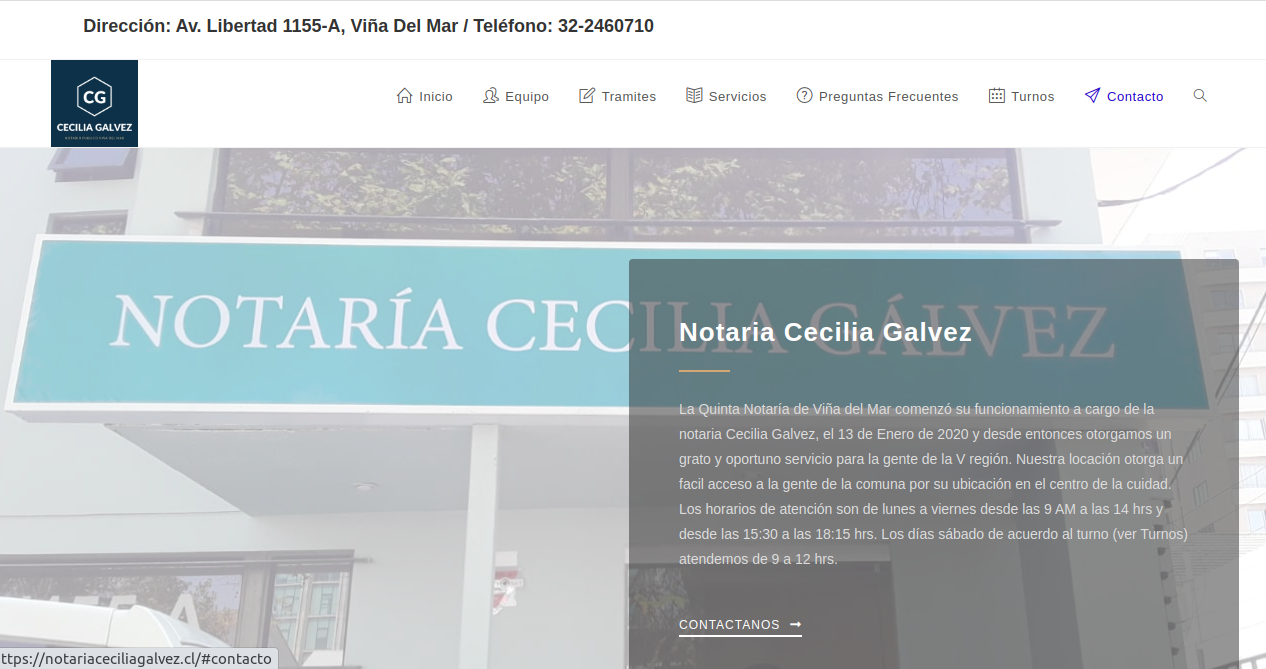 Dirección: Av. Libertad 1155-A, Viña Del Mar / Teléfono: 32-2460710
CG
CECILIA GALVEZ
Inicio
Equipo
Tramites
Servicios
Preguntas Frecuentes
Turnos
Contacto
NOTARÍA CECILIA GÁLVEZ
Notaria Cecilia Galvez
La Quinta Notaría de Viña del Mar comenzó su funcionamiento a cargo de la
notaria Cecilia Galvez, el 13 de Enero de 2020 y desde entonces otorgamos un
grato y oportuno servicio para la gente de la V región. Nuestra locación otorga un
facil acceso a la gente de la comuna por su ubicación en el centro de la cuidad.
Los horarios de atención son de lunes a viernes desde las 9 AM a las 14 hrs y
desde las 15:30 a las 18:15 hrs. Los días sábado de acuerdo al turno (ver Turnos)
atendemos de 9 a 12 hrs.
CONTACTANOS
ttps://notariaceciliagalvez.cl/#contacto